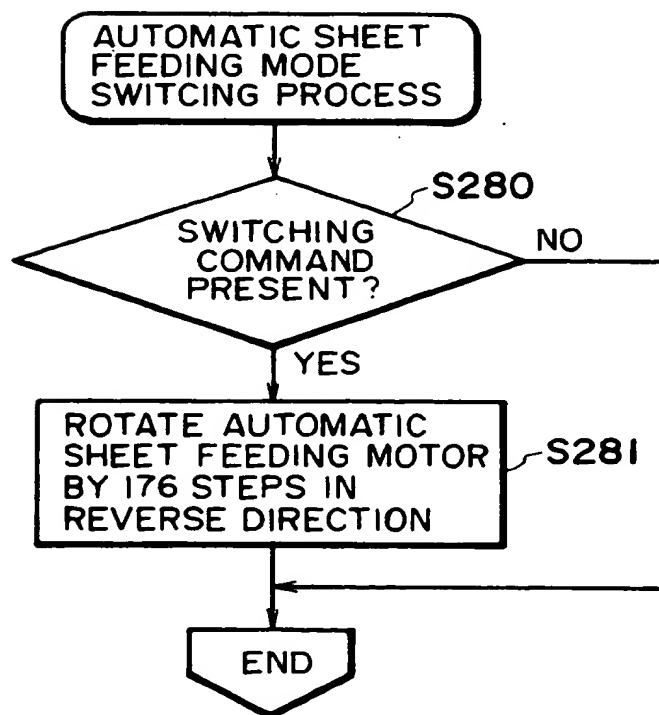 AUTOMATIC SHEET
FEEDING MODE
SWITCING PROCESS
S280
SWITCHING
COMMAND
PRESENT?
NO
YES
ROTATE AUTOMATIC
SHEET FEEDING MOTOR
BY 176 STEPS IN
REVERSE DIRECTION
S281
END